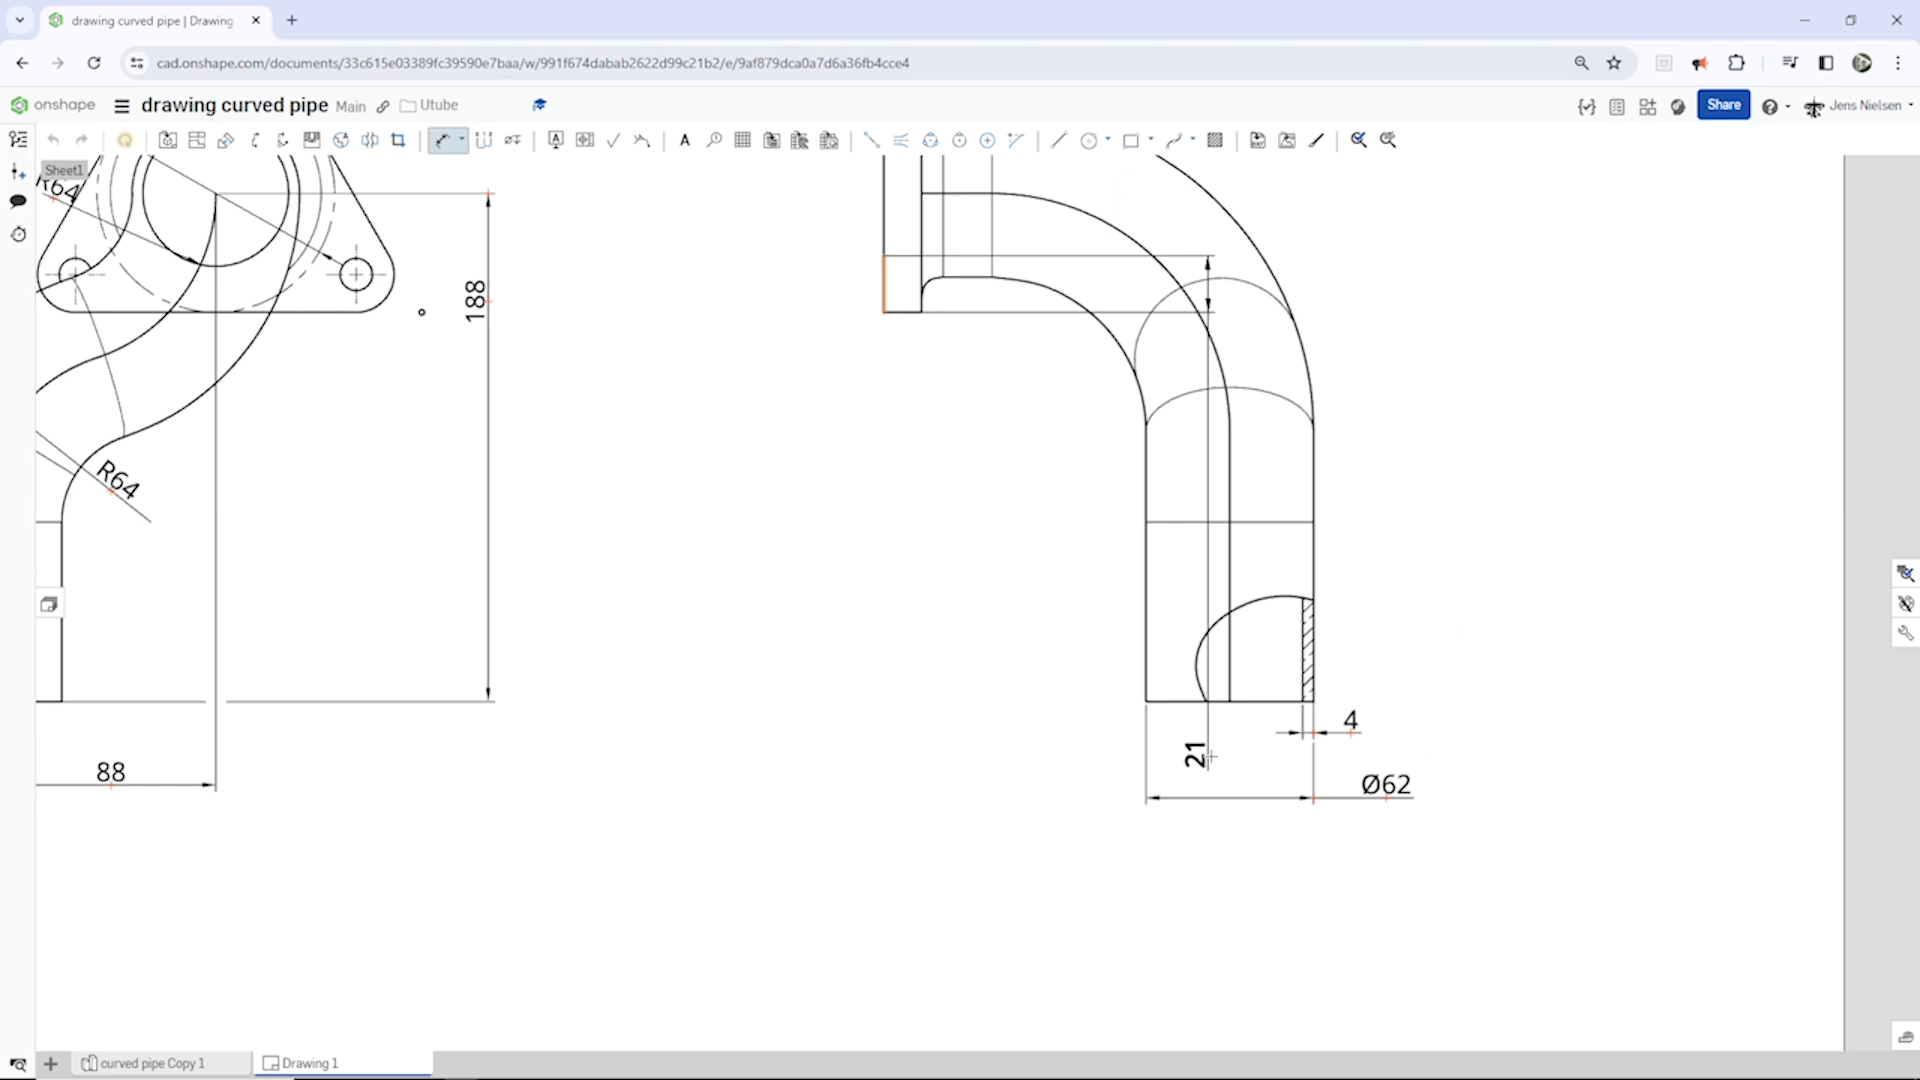 drawing curved pipe | Drawing
cad.onshape.com/documents/33c615e03389fc39590e7baa/w/991f674dabab2622d99c21b2/e/9af879dca0a7d6a36fb4cce4
onshape
drawing curved pipe Main Utube
Share
Jens Nielsen
Sheet1
R64
188
R64
88
21
4
Ø62
curved pipe Copy 1
Drawing 1